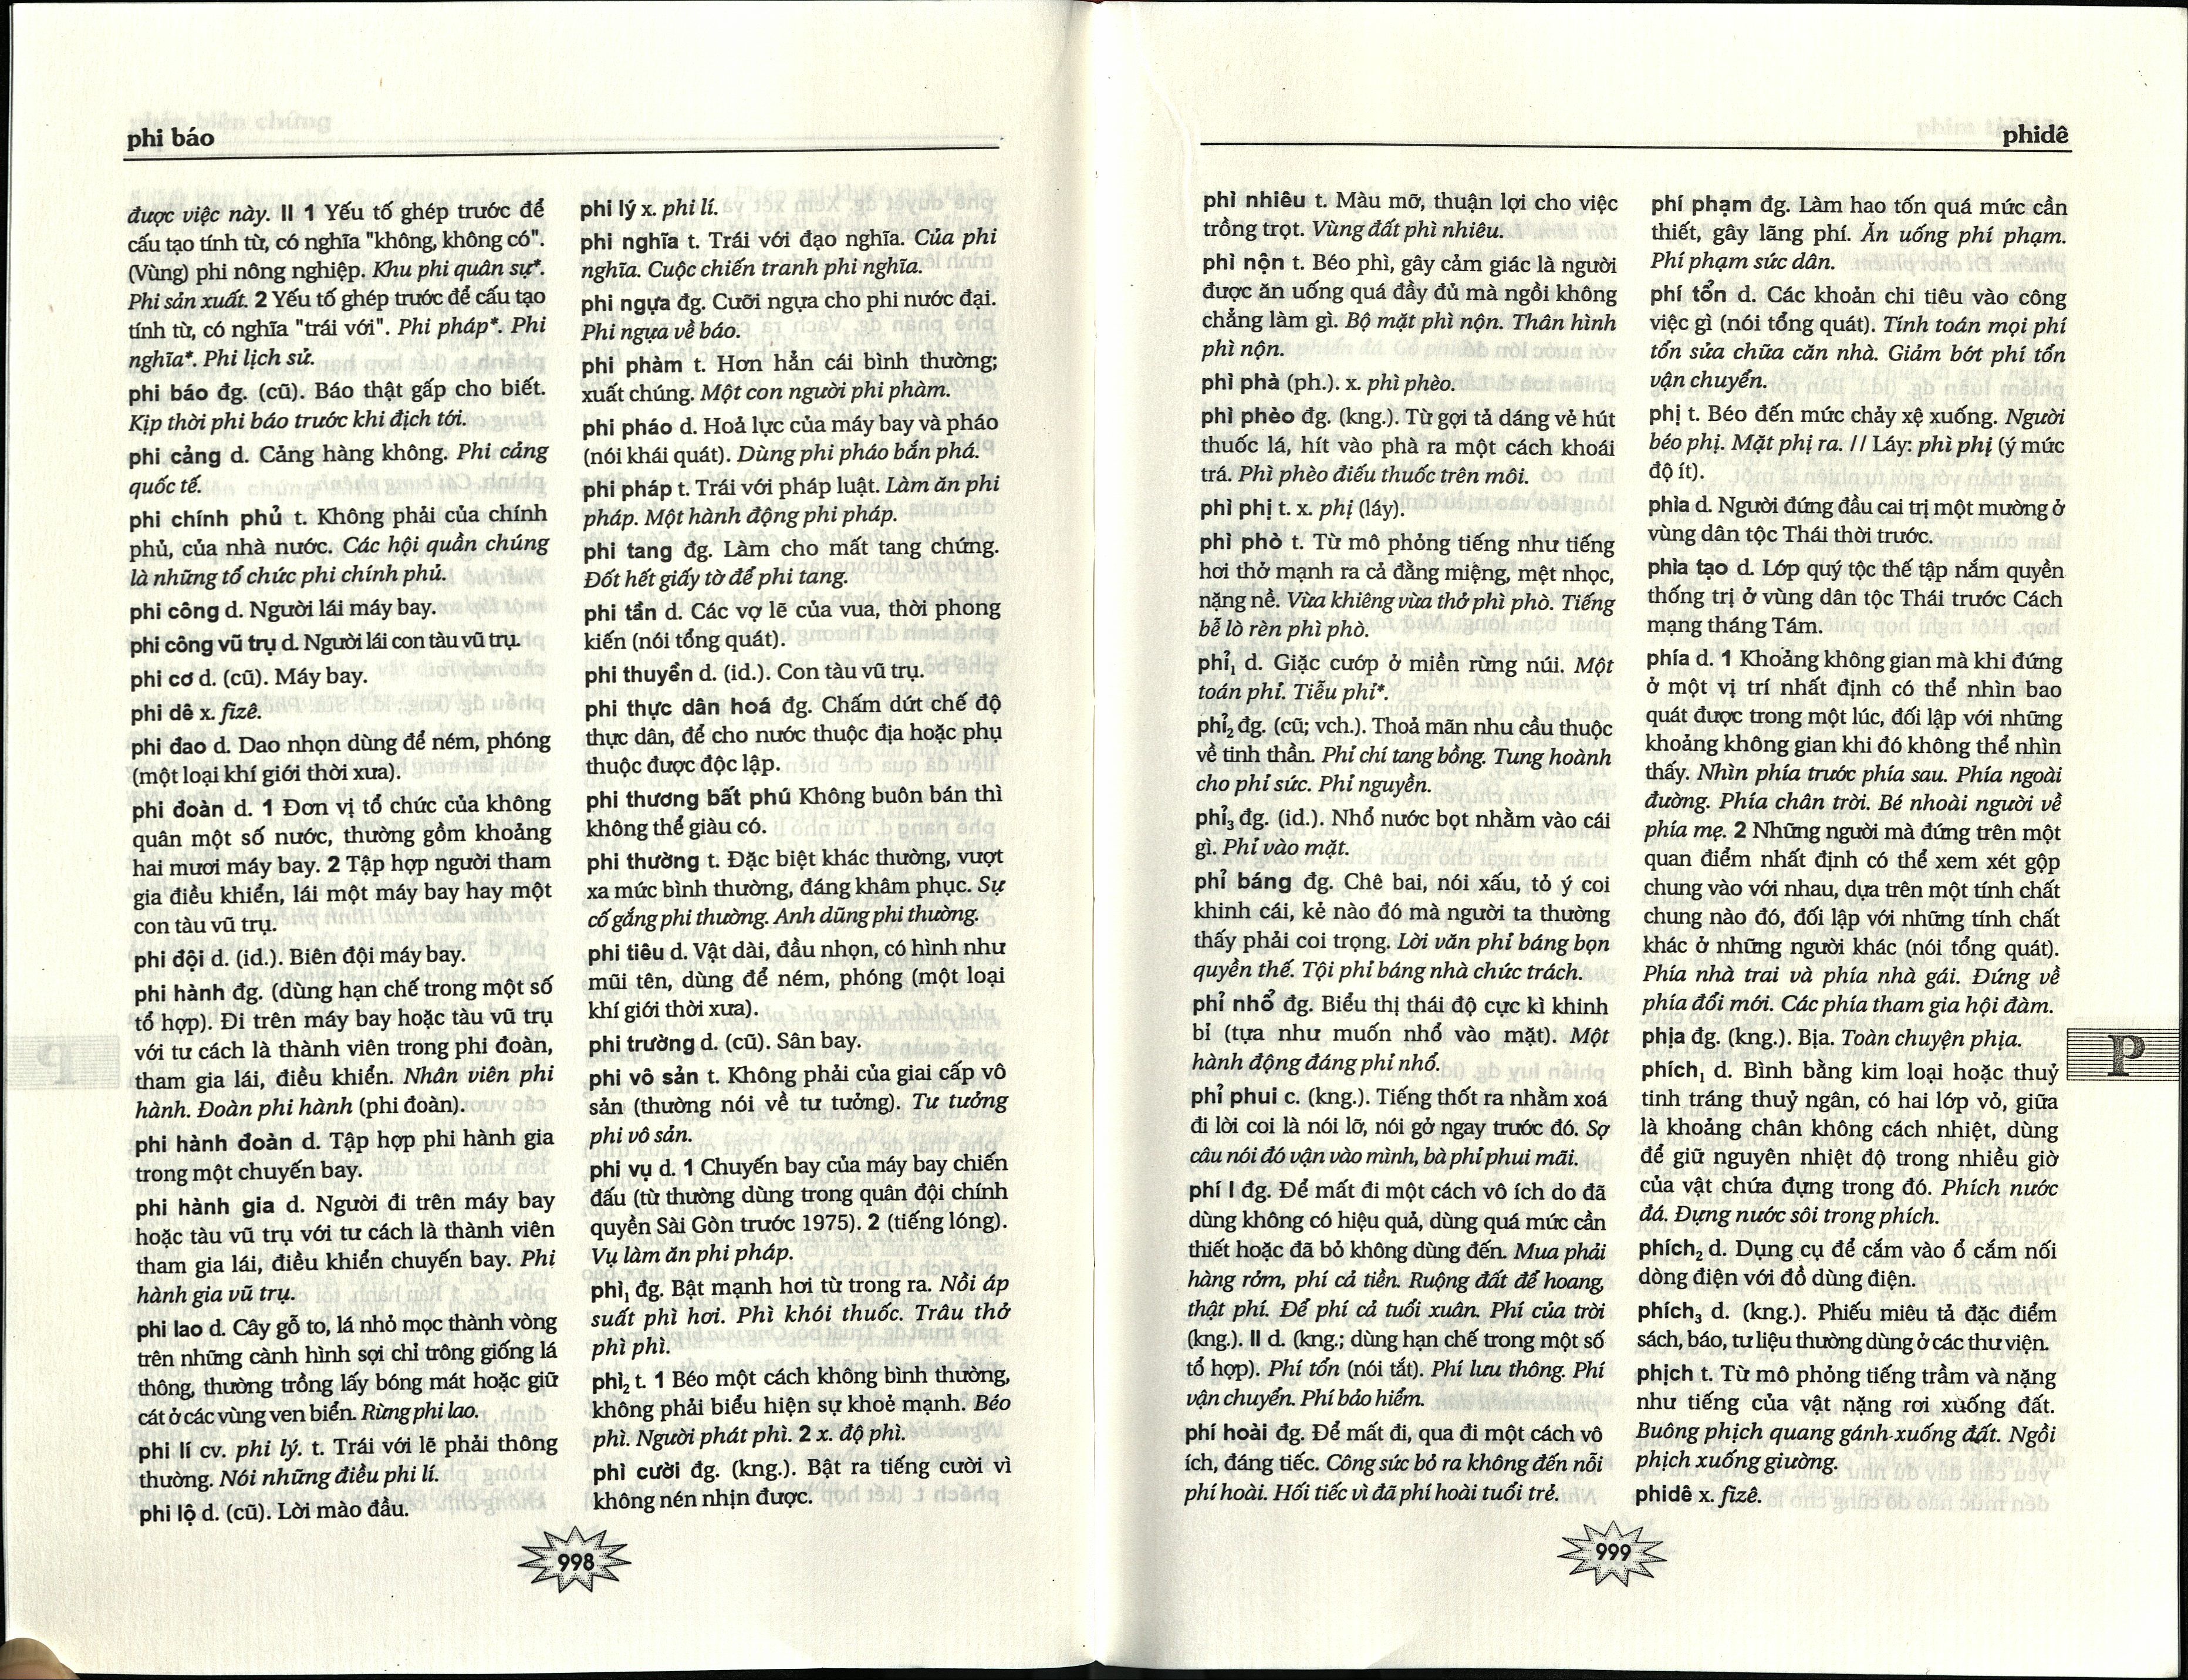 phi báo
được việc này. II 1 Yếu tố ghép trước để
cấu tạo tính từ, có nghĩa "không, không có".
(Vùng) phi nông nghiệp. Khu phi quân sự*.
Phi sản xuất. 2 Yếu tố ghép trước để cấu tạo
tính từ, có nghĩa "trái với". Phi pháp*. Phi
nghĩa*. Phi lịch sử.
phi báo đg. (cũ). Báo thật gấp cho biết.
Kịp thời phi báo trước khi địch tới.
phi cảng d. Cảng hàng không. Phi cảng
quốc tế.
phi chính phủ t. Không phải của chính
phủ, của nhà nước. Các hội quần chúng
là những tổ chức phi chính phủ.
phi công d. Người lái máy bay.
phi công vũ trụ d. Người lái con tàu vũ trụ.
phi cơ d. (cũ). Máy bay.
phi dê x. fizê.
phi đao d. Dao nhọn dùng để ném, phóng
(một loại khí giới thời xưa).
phi đoàn d. 1 Đơn vị tổ chức của không
quân một số nước, thường gồm khoảng
hai mươi máy bay. 2 Tập hợp người tham
gia điều khiển, lái một máy bay hay một
con tàu vũ trụ.
phi đội d. (id.). Biên đội máy bay.
phi hành đg. (dùng hạn chế trong một số
tổ hợp). Đi trên máy bay hoặc tàu vũ trụ
với tư cách là thành viên trong phi đoàn,
tham gia lái, điều khiển. Nhân viên phi
hành. Đoàn phi hành (phi đoàn).
phi hành đoàn d. Tập hợp phi hành gia
trong một chuyến bay.
phi hành gia d. Người đi trên máy bay
hoặc tàu vũ trụ với tư cách là thành viên
tham gia lái, điều khiển chuyến bay. Phi
hành gia vũ trụ.
phi lao d. Cây gỗ to, lá nhỏ mọc thành vòng
trên những cành hình sợi chỉ trông giống lá
thông, thường trồng lấy bóng mát hoặc giữ
cát ở các vùng ven biển. Rừng phi lao.
phi lí cv. phi lý. t. Trái với lẽ phải thông
thường. Nói những điều phi lí.
phi lộ d. (cũ). Lời mào đầu.
phi lý x. phi lí.
phi nghĩa t. Trái với đạo nghĩa. Của phi
nghĩa. Cuộc chiến tranh phi nghĩa.
phi ngựa đg. Cưỡi ngựa cho phi nước đại.
Phi ngựa về báo.
phi phàm t. Hơn hẳn cái bình thường;
xuất chúng. Một con người phi phàm.
phi pháo d. Hoả lực của máy bay và pháo
(nói khái quát). Dùng phi pháo bắn phá.
phi pháp t. Trái với pháp luật. Làm ăn phi
pháp. Một hành động phi pháp.
phi tang đg. Làm cho mất tang chứng.
Đốt hết giấy tờ để phi tang.
phi tần d. Các vợ lẽ của vua, thời phong
kiến (nói tổng quát).
phi thuyền d. (id.). Con tàu vũ trụ.
phi thực dân hoá đg. Chấm dứt chế độ
thực dân, để cho nước thuộc địa hoặc phụ
thuộc được độc lập.
phi thương bất phú Không buôn bán thì
không thể giàu có.
phi thường t. Đặc biệt khác thường, vượt
xa mức bình thường, đáng khâm phục. Sự
cố gắng phi thường. Anh dũng phi thường.
phi tiêu d. Vật dài, đầu nhọn, có hình như
mũi tên, dùng để ném, phóng (một loại
khí giới thời xưa).
phi trường d. (cũ). Sân bay.
phi vô sản t. Không phải của giai cấp vô
sản (thường nói về tư tưởng). Tư tưởng
phi vô sản.
phi vụ d. 1 Chuyến bay của máy bay chiến
đấu (từ thường dùng trong quân đội chính
quyền Sài Gòn trước 1975). 2 (tiếng lóng).
Vụ làm ăn phi pháp.
phì₁ đg. Bật mạnh hơi từ trong ra. Nồi áp
suất phì hơi. Phì khói thuốc. Trâu thở
phì phì.
phì₂ t. 1 Béo một cách không bình thường,
không phải biểu hiện sự khoẻ mạnh. Béo
phì. Người phát phì. 2 x. độ phì.
phì cười đg. (kng.). Bật ra tiếng cười vì
không nén nhịn được.
998
phidê
phì nhiêu t. Màu mỡ, thuận lợi cho việc
trồng trọt. Vùng đất phì nhiêu.
phì nộn t. Béo phì, gây cảm giác là người
được ăn uống quá đầy đủ mà ngồi không
chẳng làm gì. Bộ mặt phì nộn. Thân hình
phì nộn.
phì phà (ph.). x. phì phèo.
phì phèo đg. (kng.). Từ gợi tả dáng vẻ hút
thuốc lá, hít vào phà ra một cách khoái
trá. Phì phèo điếu thuốc trên môi.
phì phị t. x. phị (láy).
phì phò t. Từ mô phỏng tiếng như tiếng
hơi thở mạnh ra cả đằng miệng, mệt nhọc,
nặng nề. Vừa khiêng vừa thở phì phò. Tiếng
bễ lò rèn phì phò.
phỉ₁ d. Giặc cướp ở miền rừng núi. Một
toán phỉ. Tiễu phỉ*.
phỉ₂ đg. (cũ; vch.). Thoả mãn nhu cầu thuộc
về tinh thần. Phỉ chí tang bồng. Tung hoành
cho phỉ sức. Phỉ nguyền.
phỉ₃ đg. (id.). Nhổ nước bọt nhằm vào cái
gì. Phỉ vào mặt.
phỉ báng đg. Chê bai, nói xấu, tỏ ý coi
khinh cái, kẻ nào đó mà người ta thường
thấy phải coi trọng. Lời văn phỉ báng bọn
quyền thế. Tội phỉ báng nhà chức trách.
phỉ nhổ đg. Biểu thị thái độ cực kì khinh
bỉ (tựa như muốn nhổ vào mặt). Một
hành động đáng phỉ nhổ.
phỉ phui c. (kng.). Tiếng thốt ra nhằm xoá
đi lời coi là nói lỡ, nói gở ngay trước đó. Sợ
câu nói đó vận vào mình, bà phỉ phui mãi.
phí I đg. Để mất đi một cách vô ích do đã
dùng không có hiệu quả, dùng quá mức cần
thiết hoặc đã bỏ không dùng đến. Mua phải
hàng rởm, phí cả tiền. Ruộng đất để hoang,
thật phí. Để phí cả tuổi xuân. Phí của trời
(kng.). II d. (kng.; dùng hạn chế trong một số
tổ hợp). Phí tổn (nói tắt). Phí lưu thông. Phí
vận chuyển. Phí bảo hiểm.
phí hoài đg. Để mất đi, qua đi một cách vô
ích, đáng tiếc. Công sức bỏ ra không đến nỗi
phí hoài. Hối tiếc vì đã phí hoài tuổi trẻ.
phí phạm đg. Làm hao tốn quá mức cần
thiết, gây lãng phí. Ăn uống phí phạm.
Phí phạm sức dân.
phí tổn d. Các khoản chi tiêu vào công
việc gì (nói tổng quát). Tính toán mọi phí
tổn sửa chữa căn nhà. Giảm bớt phí tổn
vận chuyển.
phị t. Béo đến mức chảy xệ xuống. Người
béo phị. Mặt phị ra. // Láy: phì phị (ý mức
độ ít).
phìa d. Người đứng đầu cai trị một mường ở
vùng dân tộc Thái thời trước.
phìa tạo d. Lớp quý tộc thế tập nắm quyền
thống trị ở vùng dân tộc Thái trước Cách
mạng tháng Tám.
phía d. 1 Khoảng không gian mà khi đứng
ở một vị trí nhất định có thể nhìn bao
quát được trong một lúc, đối lập với những
khoảng không gian khi đó không thể nhìn
thấy. Nhìn phía trước phía sau. Phía ngoài
đường. Phía chân trời. Bé nhoài người về
phía mẹ. 2 Những người mà đứng trên một
quan điểm nhất định có thể xem xét gộp
chung vào với nhau, dựa trên một tính chất
chung nào đó, đối lập với những tính chất
khác ở những người khác (nói tổng quát).
Phía nhà trai và phía nhà gái. Đứng về
phía đổi mới. Các phía tham gia hội đàm.
phịa đg. (kng.). Bịa. Toàn chuyện phịa.
phích₁ d. Bình bằng kim loại hoặc thuỷ
tinh tráng thuỷ ngân, có hai lớp vỏ, giữa
là khoảng chân không cách nhiệt, dùng
để giữ nguyên nhiệt độ trong nhiều giờ
của vật chứa đựng trong đó. Phích nước
đá. Đựng nước sôi trong phích.
phích₂ d. Dụng cụ để cắm vào ổ cắm nối
dòng điện với đồ dùng điện.
phích₃ d. (kng.). Phiếu miêu tả đặc điểm
sách, báo, tư liệu thường dùng ở các thư viện.
phịch t. Từ mô phỏng tiếng trầm và nặng
như tiếng của vật nặng rơi xuống đất.
Buông phịch quang gánh xuống đất. Ngồi
phịch xuống giường.
phidê x. fizê.
P
999